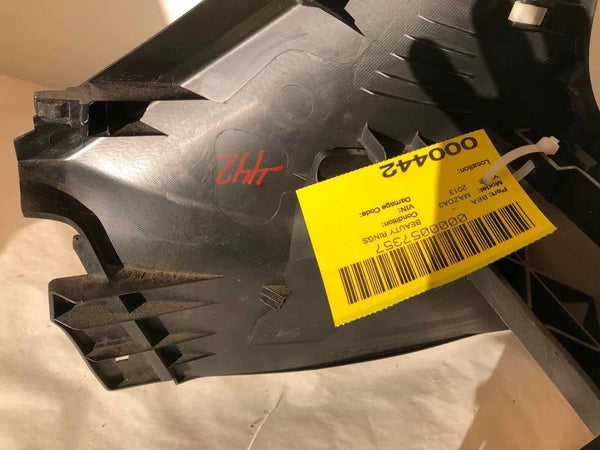 442
000442
Location:
Part: BEA
2013
Model: MAZDA3
VIN:
Condition:
Damage Code:
BEAUTY RINGS
0000057357